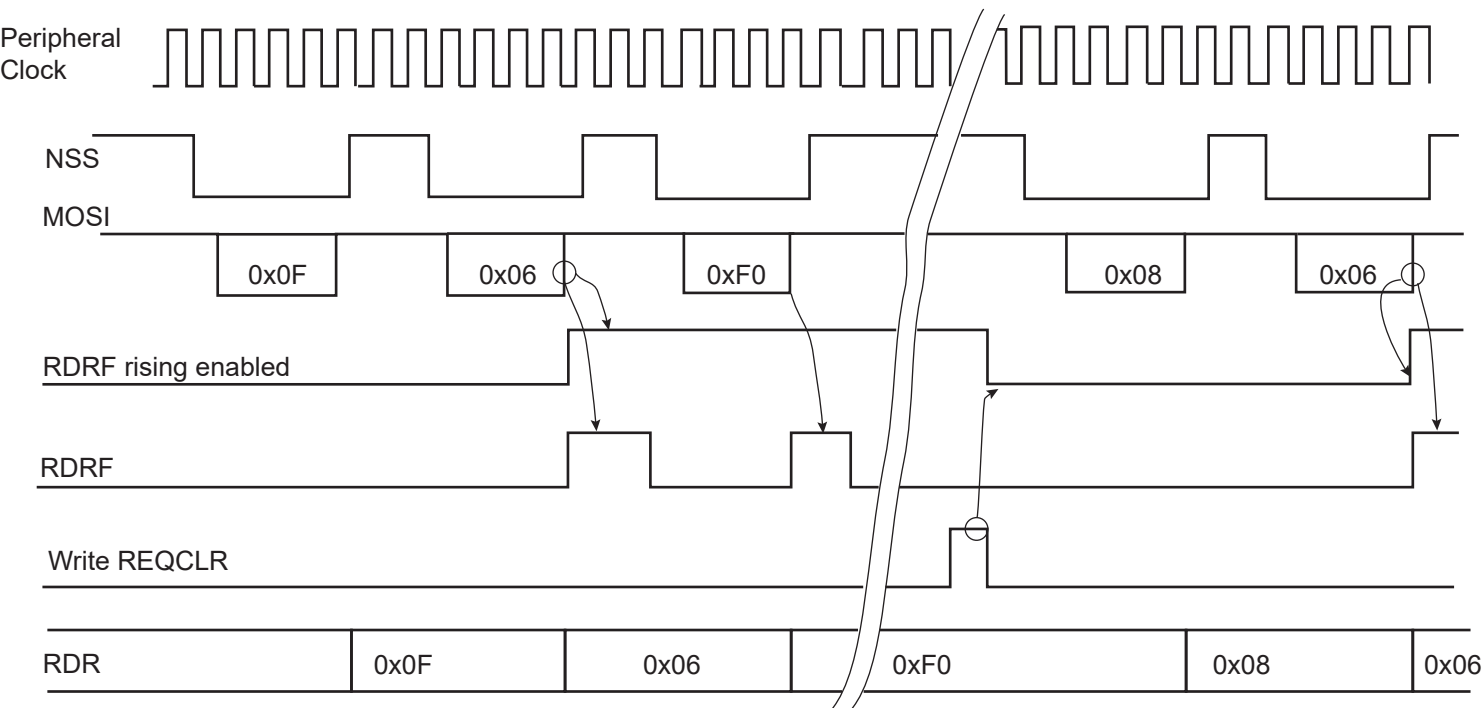 Peripheral
Clock
NSS
MOSI
0x0F 0x06 0xF0 0x08 0x06
RDRF rising enabled
RDRF
Write REQCLR
RDR 0x0F 0x06 0xF0 0x08 0x06